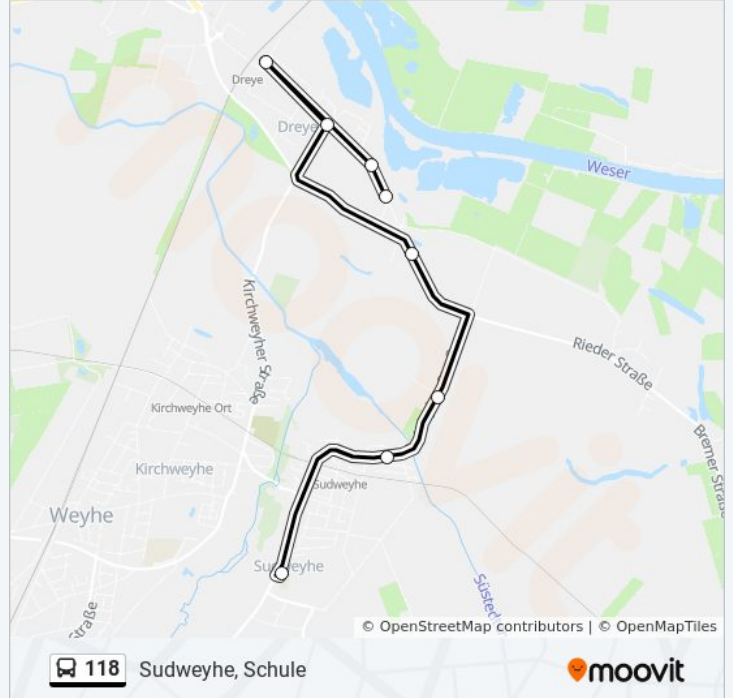 Dreye
Dreye
Weser
Kirchweyher Straße
Rieder Straße
Kirchweyhe Ort
Bremer Straße
Kirchweyhe
Sudweyhe
Weyhe
Sudweyhe
straße
© OpenStreetMap contributors | © OpenMapTiles
118 Sudweyhe, Schule
moovit